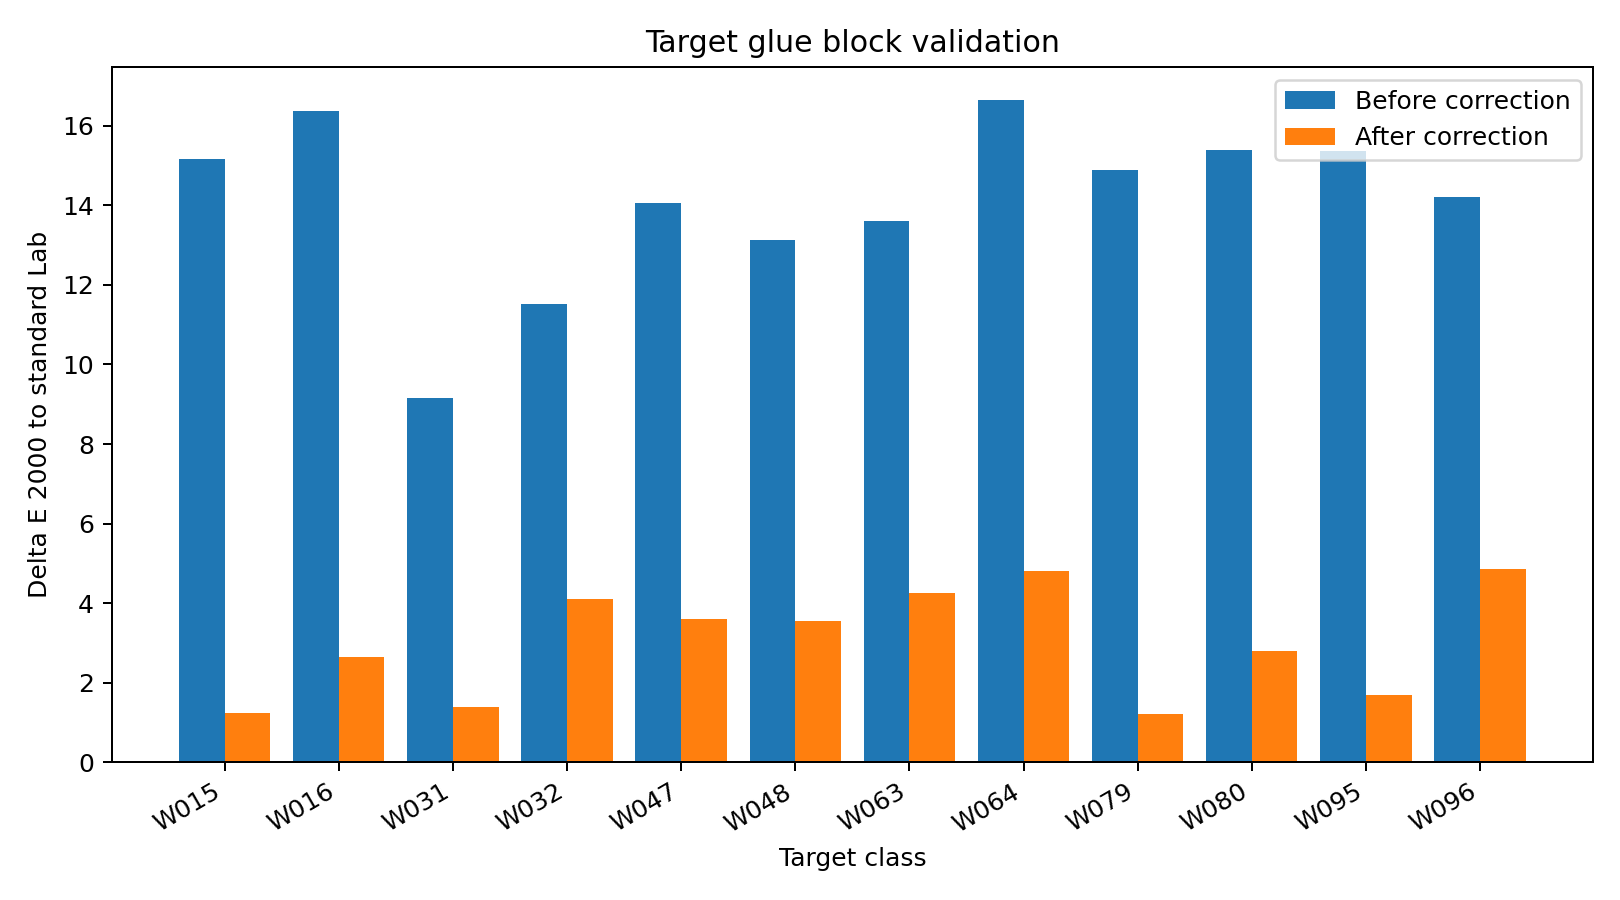 Target glue block validation
Before correction
After correction
Delta E 2000 to standard Lab
16
14
12
10
8
6
4
2
0
W015
W016
W031
W032
W047
W048
W063
W064
W079
W080
W095
W096
Target class